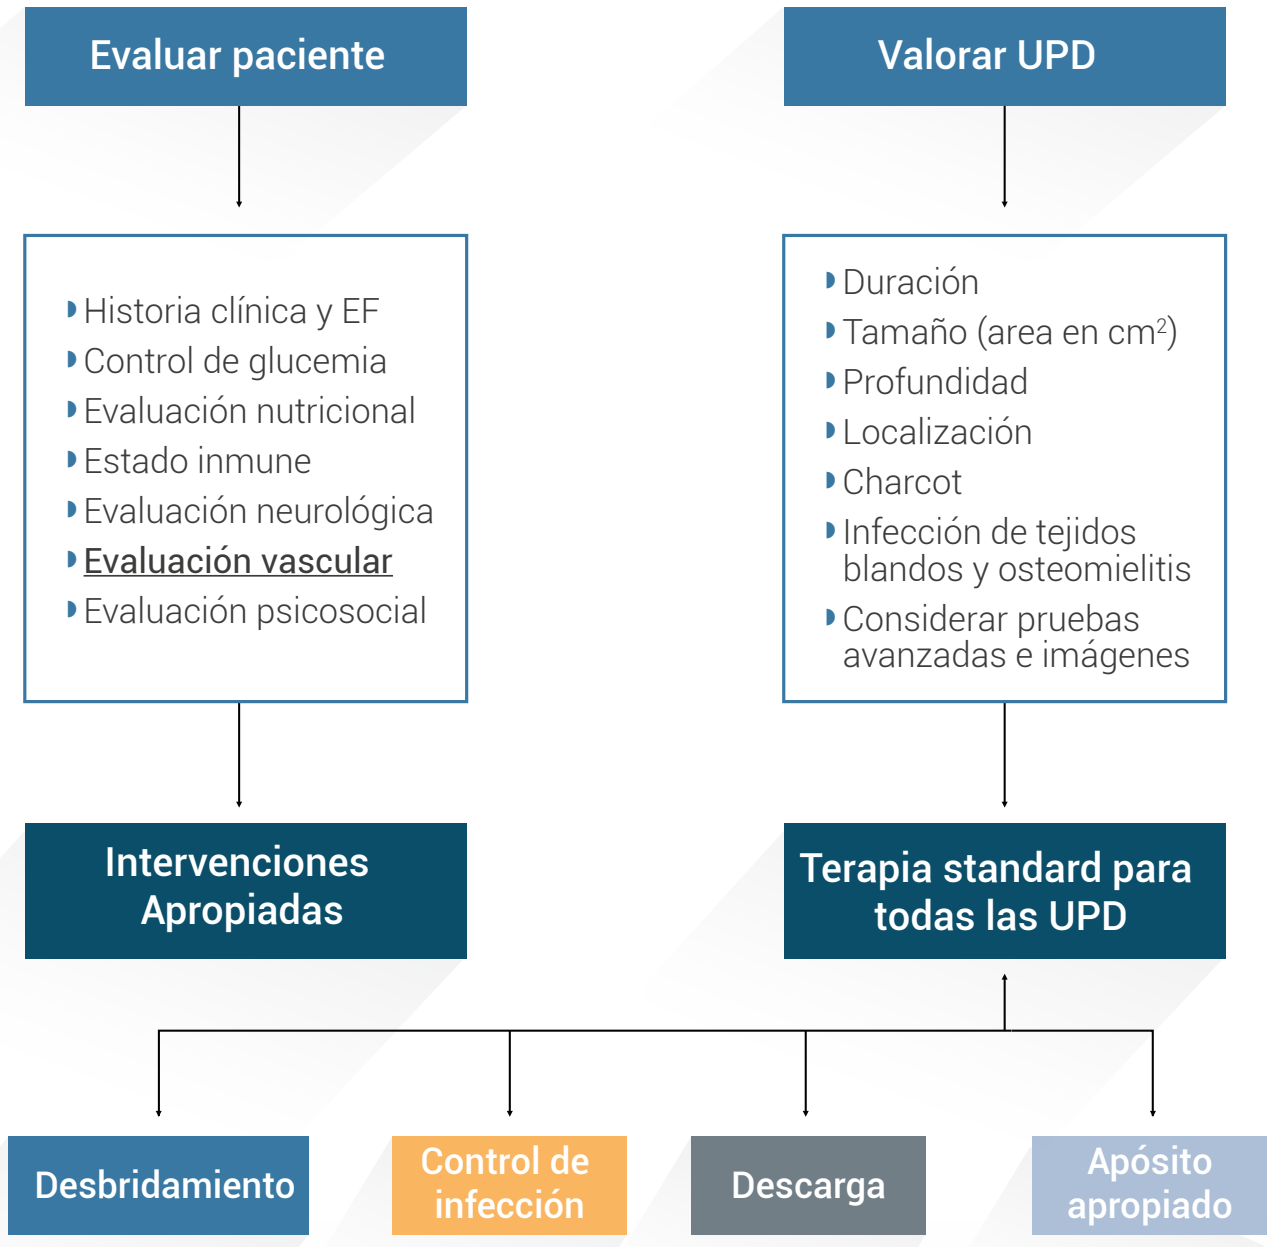 Evaluar paciente
Valorar UPD
Historia clínica y EF
Control de glucemia
Evaluación nutricional
Estado inmune
Evaluación neurológica
Evaluación vascular
Evaluación psicosocial
Duración
Tamaño (area en cm²)
Profundidad
Localización
Charcot
Infección de tejidos
blandos y osteomielitis
Considerar pruebas
avanzadas e imágenes
Intervenciones
Apropiadas
Terapia standard para
todas las UPD
Desbridamiento
Control de
infección
Descarga
Apósito
apropiado